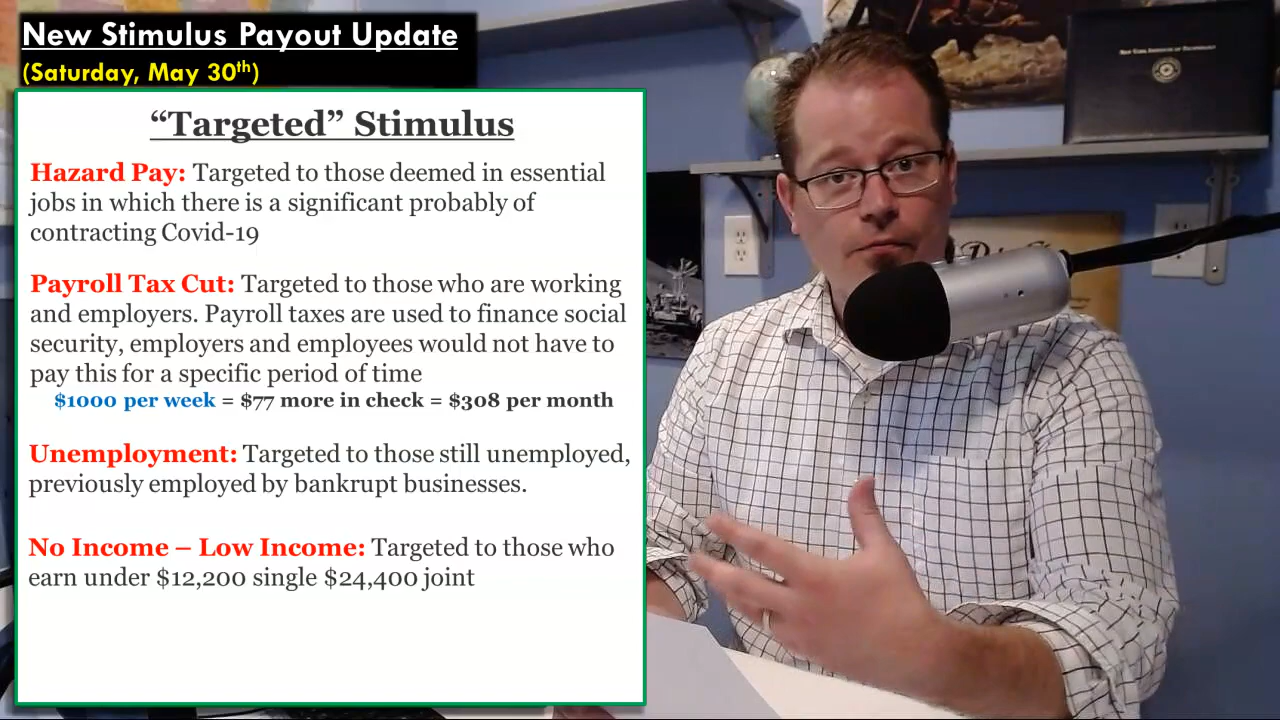 New Stimulus Payout Update
(Saturday, May 30th)
“Targeted” Stimulus
Hazard Pay: Targeted to those deemed in essential
jobs in which there is a significant probably of
contracting Covid-19
Payroll Tax Cut: Targeted to those who are working
and employers. Payroll taxes are used to finance social
security, employers and employees would not have to
pay this for a specific period of time
$1000 per week = $77 more in check = $308 per month
Unemployment: Targeted to those still unemployed,
previously employed by bankrupt businesses.
No Income – Low Income: Targeted to those who
earn under $12,200 single $24,400 joint
NEW YORK INSTITUTE OF TECHNOLOGY